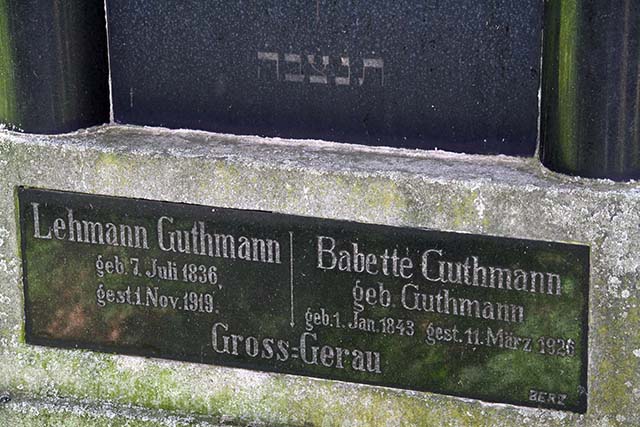 תנצבה
Lehmann Guthmann
geb. 7. Juli 1836,
gest. 1. Nov. 1919.
Babette Guthmann
geb. Guthmann
geb. 1. Jan. 1843 gest. 11. März 1926
Gross-Gerau
BERZ